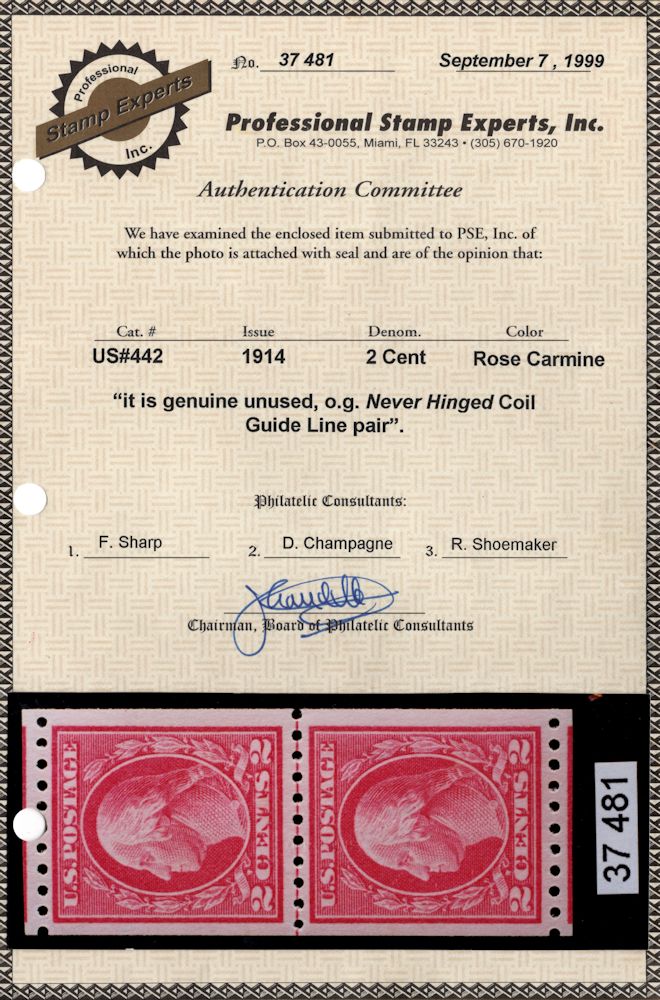 Professional
Stamp Experts
Inc.
No. 37 481
September 7 , 1999
Professional Stamp Experts, Inc.
P.O. Box 43-0055, Miami, FL 33243 • (305) 670-1920
Authentication Committee
We have examined the enclosed item submitted to PSE, Inc. of
which the photo is attached with seal and are of the opinion that:
Cat. # Issue Denom. Color
US#442 1914 2 Cent Rose Carmine
“it is genuine unused, o.g. Never Hinged Coil
Guide Line pair”.
Philatelic Consultants:
1. F. Sharp 2. D. Champagne 3. R. Shoemaker
Chairman, Board of Philatelic Consultants
U.S. POSTAGE
2 CENTS 2
U.S. POSTAGE
2 CENTS 2
37 481